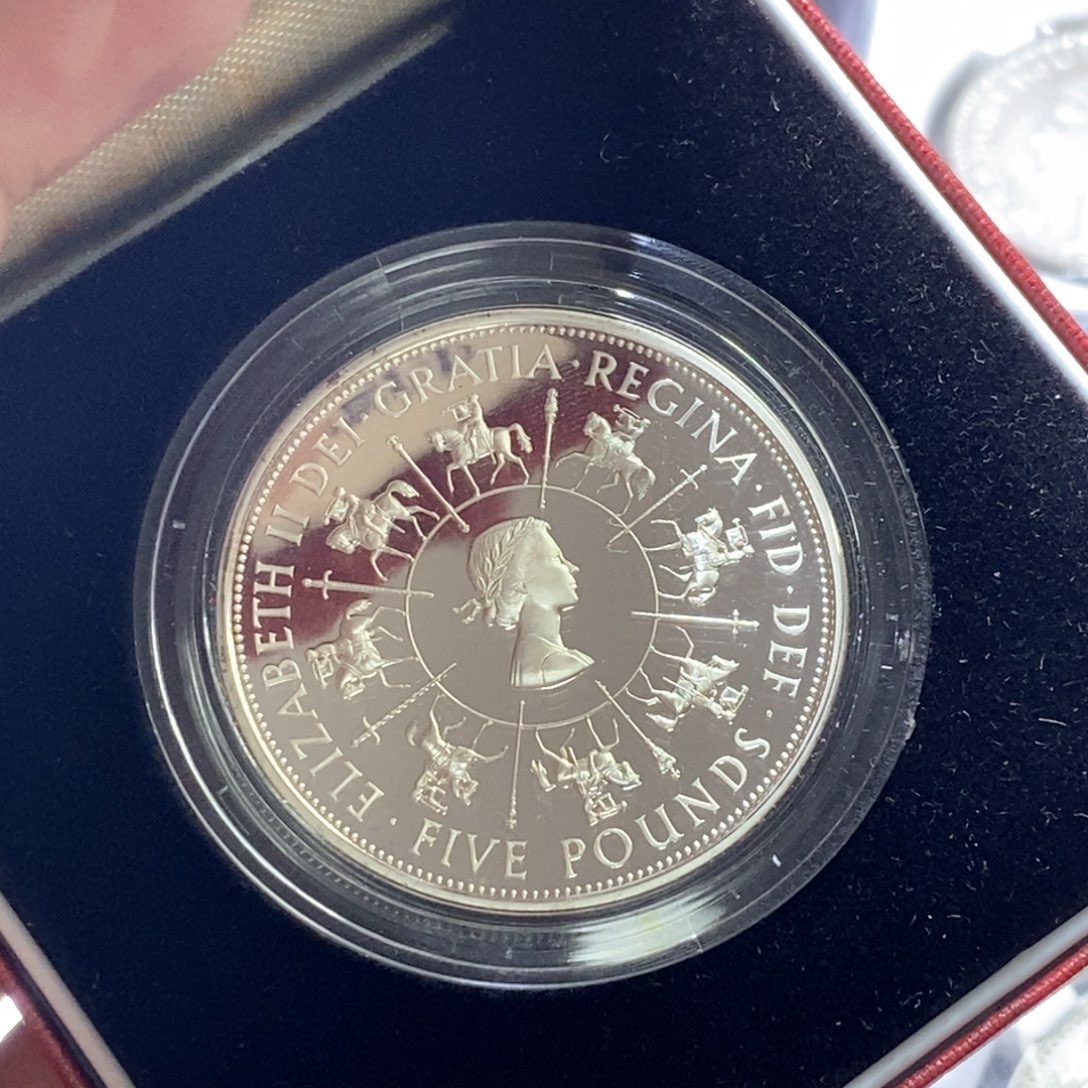 ELIZABETH II DEI · GRATIA · REGINA · FID · DEF ·
FIVE POUNDS ·